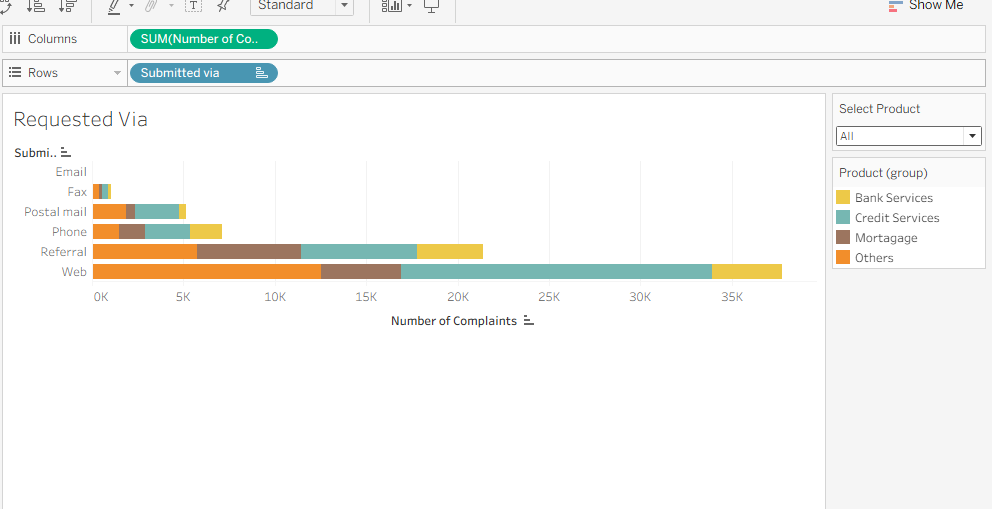 Standard
Show Me
Columns
SUM(Number of Co..
Rows
Submitted via
Requested Via
Submi..
Email
Fax
Postal mail
Phone
Referral
Web
0K 5K 10K 15K 20K 25K 30K 35K
Number of Complaints
Select Product
All
Product (group)
Bank Services
Credit Services
Mortagage
Others